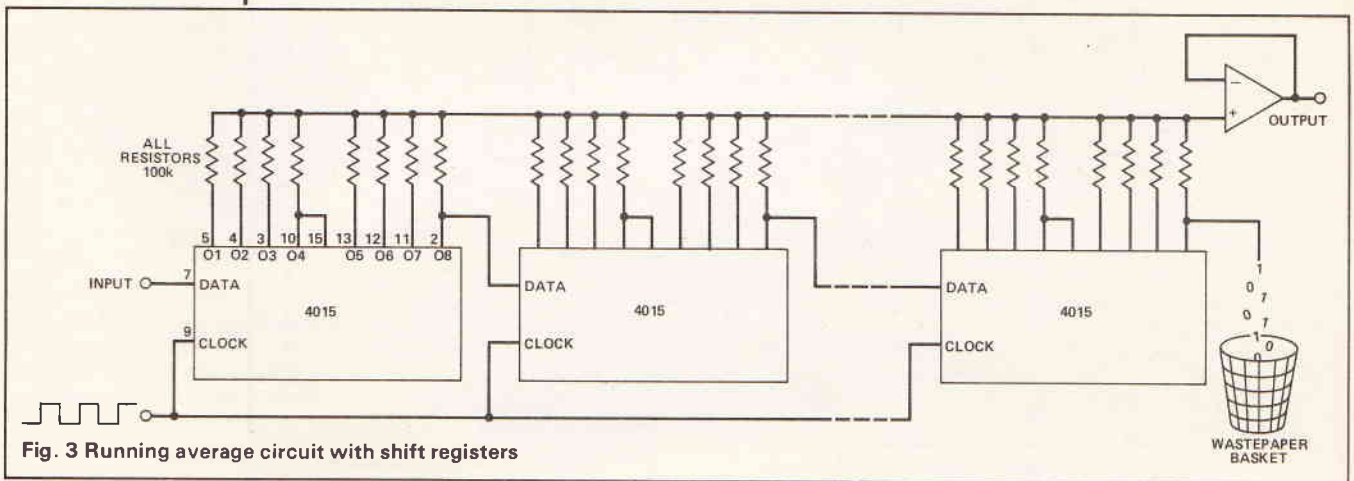 ALL
RESISTORS
100k
5 4 3 10 15 13 12 11 2
O1 O2 O3 O4 O5 O6 O7 O8
INPUT
7
DATA
4015
9
CLOCK
DATA
4015
CLOCK
DATA
4015
CLOCK
-
+
OUTPUT
1
0 1
0 1
1 0
0
WASTEPAPER
BASKET
Fig. 3 Running average circuit with shift registers